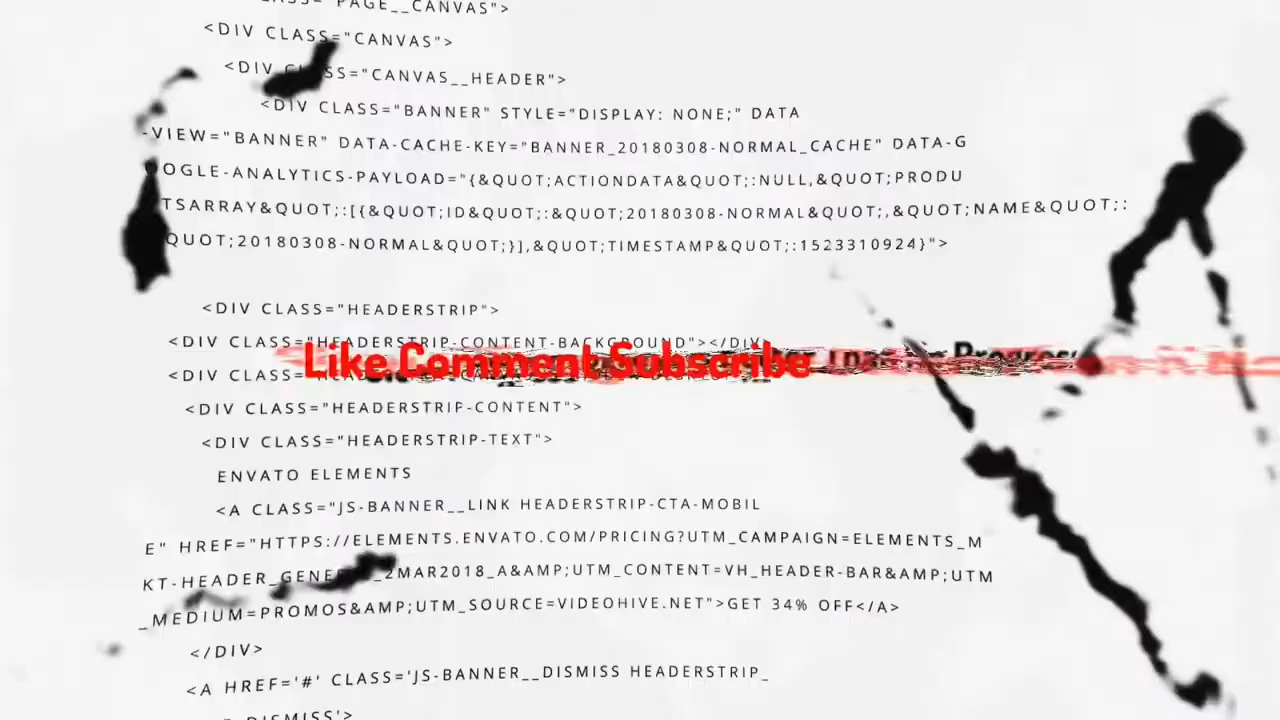 PAGE__CANVAS">
<DIV CLASS="CANVAS">
<DIV CLASS="CANVAS__HEADER">
<DIV CLASS="BANNER" STYLE="DISPLAY: NONE;" DATA
-VIEW="BANNER" DATA-CACHE-KEY="BANNER_20180308-NORMAL_CACHE" DATA-G
OOGLE-ANALYTICS-PAYLOAD="{&QUOT;ACTIONDATA&QUOT;:NULL,&QUOT;PRODU
TSARRAY&QUOT;:[{&QUOT;ID&QUOT;:&QUOT;20180308-NORMAL&QUOT;,&QUOT;NAME&QUOT;:
QUOT;20180308-NORMAL&QUOT;}],&QUOT;TIMESTAMP&QUOT;:1523310924}">
<DIV CLASS="HEADERSTRIP">
<DIV CLASS="HEADERSTRIP-CONTENT-BACKGROUND"></DIV>
Like Comment Subscribe
<DIV CLASS=
<DIV CLASS="HEADERSTRIP-CONTENT">
<DIV CLASS="HEADERSTRIP-TEXT">
ENVATO ELEMENTS
<A CLASS="JS-BANNER__LINK HEADERSTRIP-CTA-MOBIL
E" HREF="HTTPS://ELEMENTS.ENVATO.COM/PRICING?UTM_CAMPAIGN=ELEMENTS_M
KT-HEADER_GENE _2MAR2018_A&AMP;UTM_CONTENT=VH_HEADER-BAR&AMP;UTM
_MEDIUM=PROMOS&AMP;UTM_SOURCE=VIDEOHIVE.NET">GET 34% OFF</A>
</DIV>
<A HREF='#' CLASS='JS-BANNER__DISMISS HEADERSTRIP_
DISMISS'>